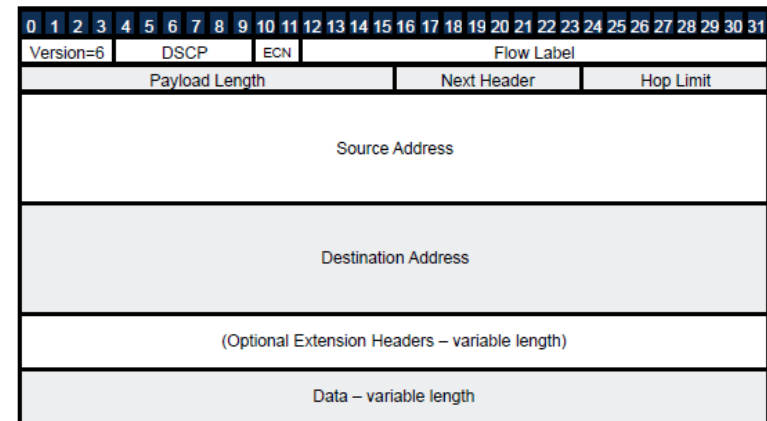 0 1 2 3 4 5 6 7 8 9 10 11 12 13 14 15 16 17 18 19 20 21 22 23 24 25 26 27 28 29 30 31
Version=6 DSCP ECN Flow Label
Payload Length Next Header Hop Limit
Source Address
Destination Address
(Optional Extension Headers – variable length)
Data – variable length